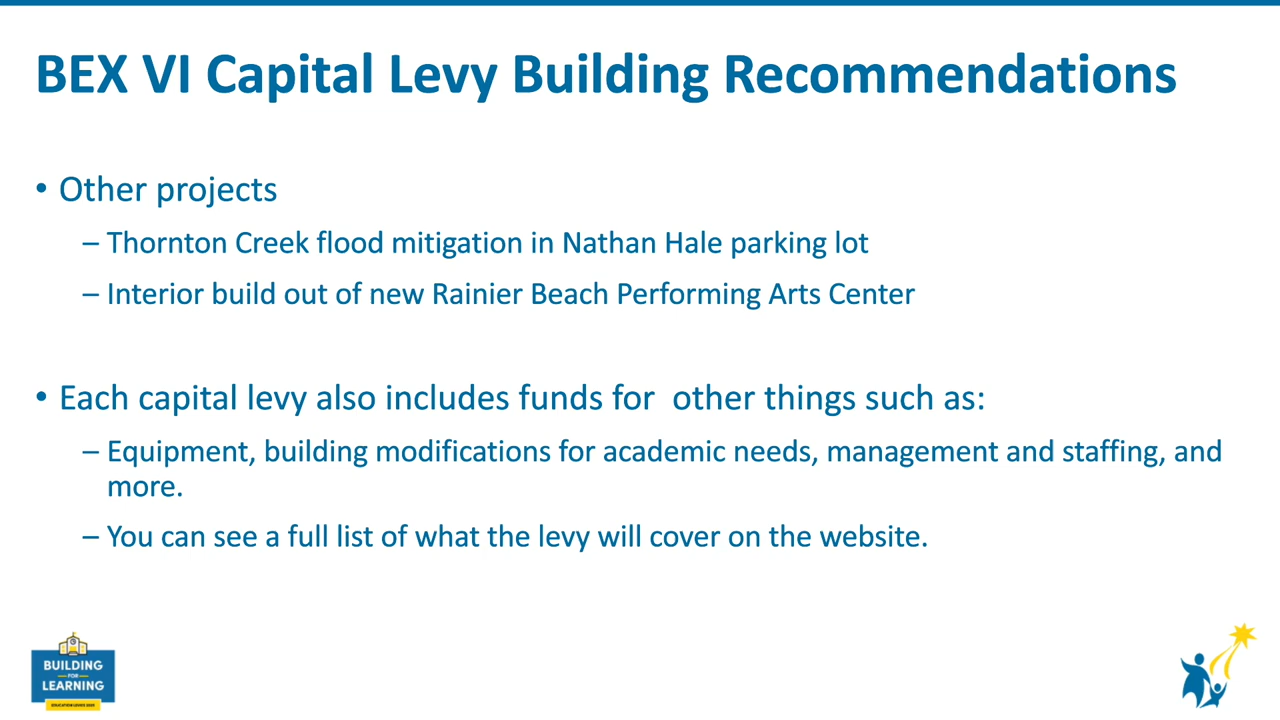 BEX VI Capital Levy Building Recommendations
• Other projects
– Thornton Creek flood mitigation in Nathan Hale parking lot
– Interior build out of new Rainier Beach Performing Arts Center
• Each capital levy also includes funds for  other things such as:
– Equipment, building modifications for academic needs, management and staffing, and
more.
– You can see a full list of what the levy will cover on the website.
BUILDING
FOR
LEARNING